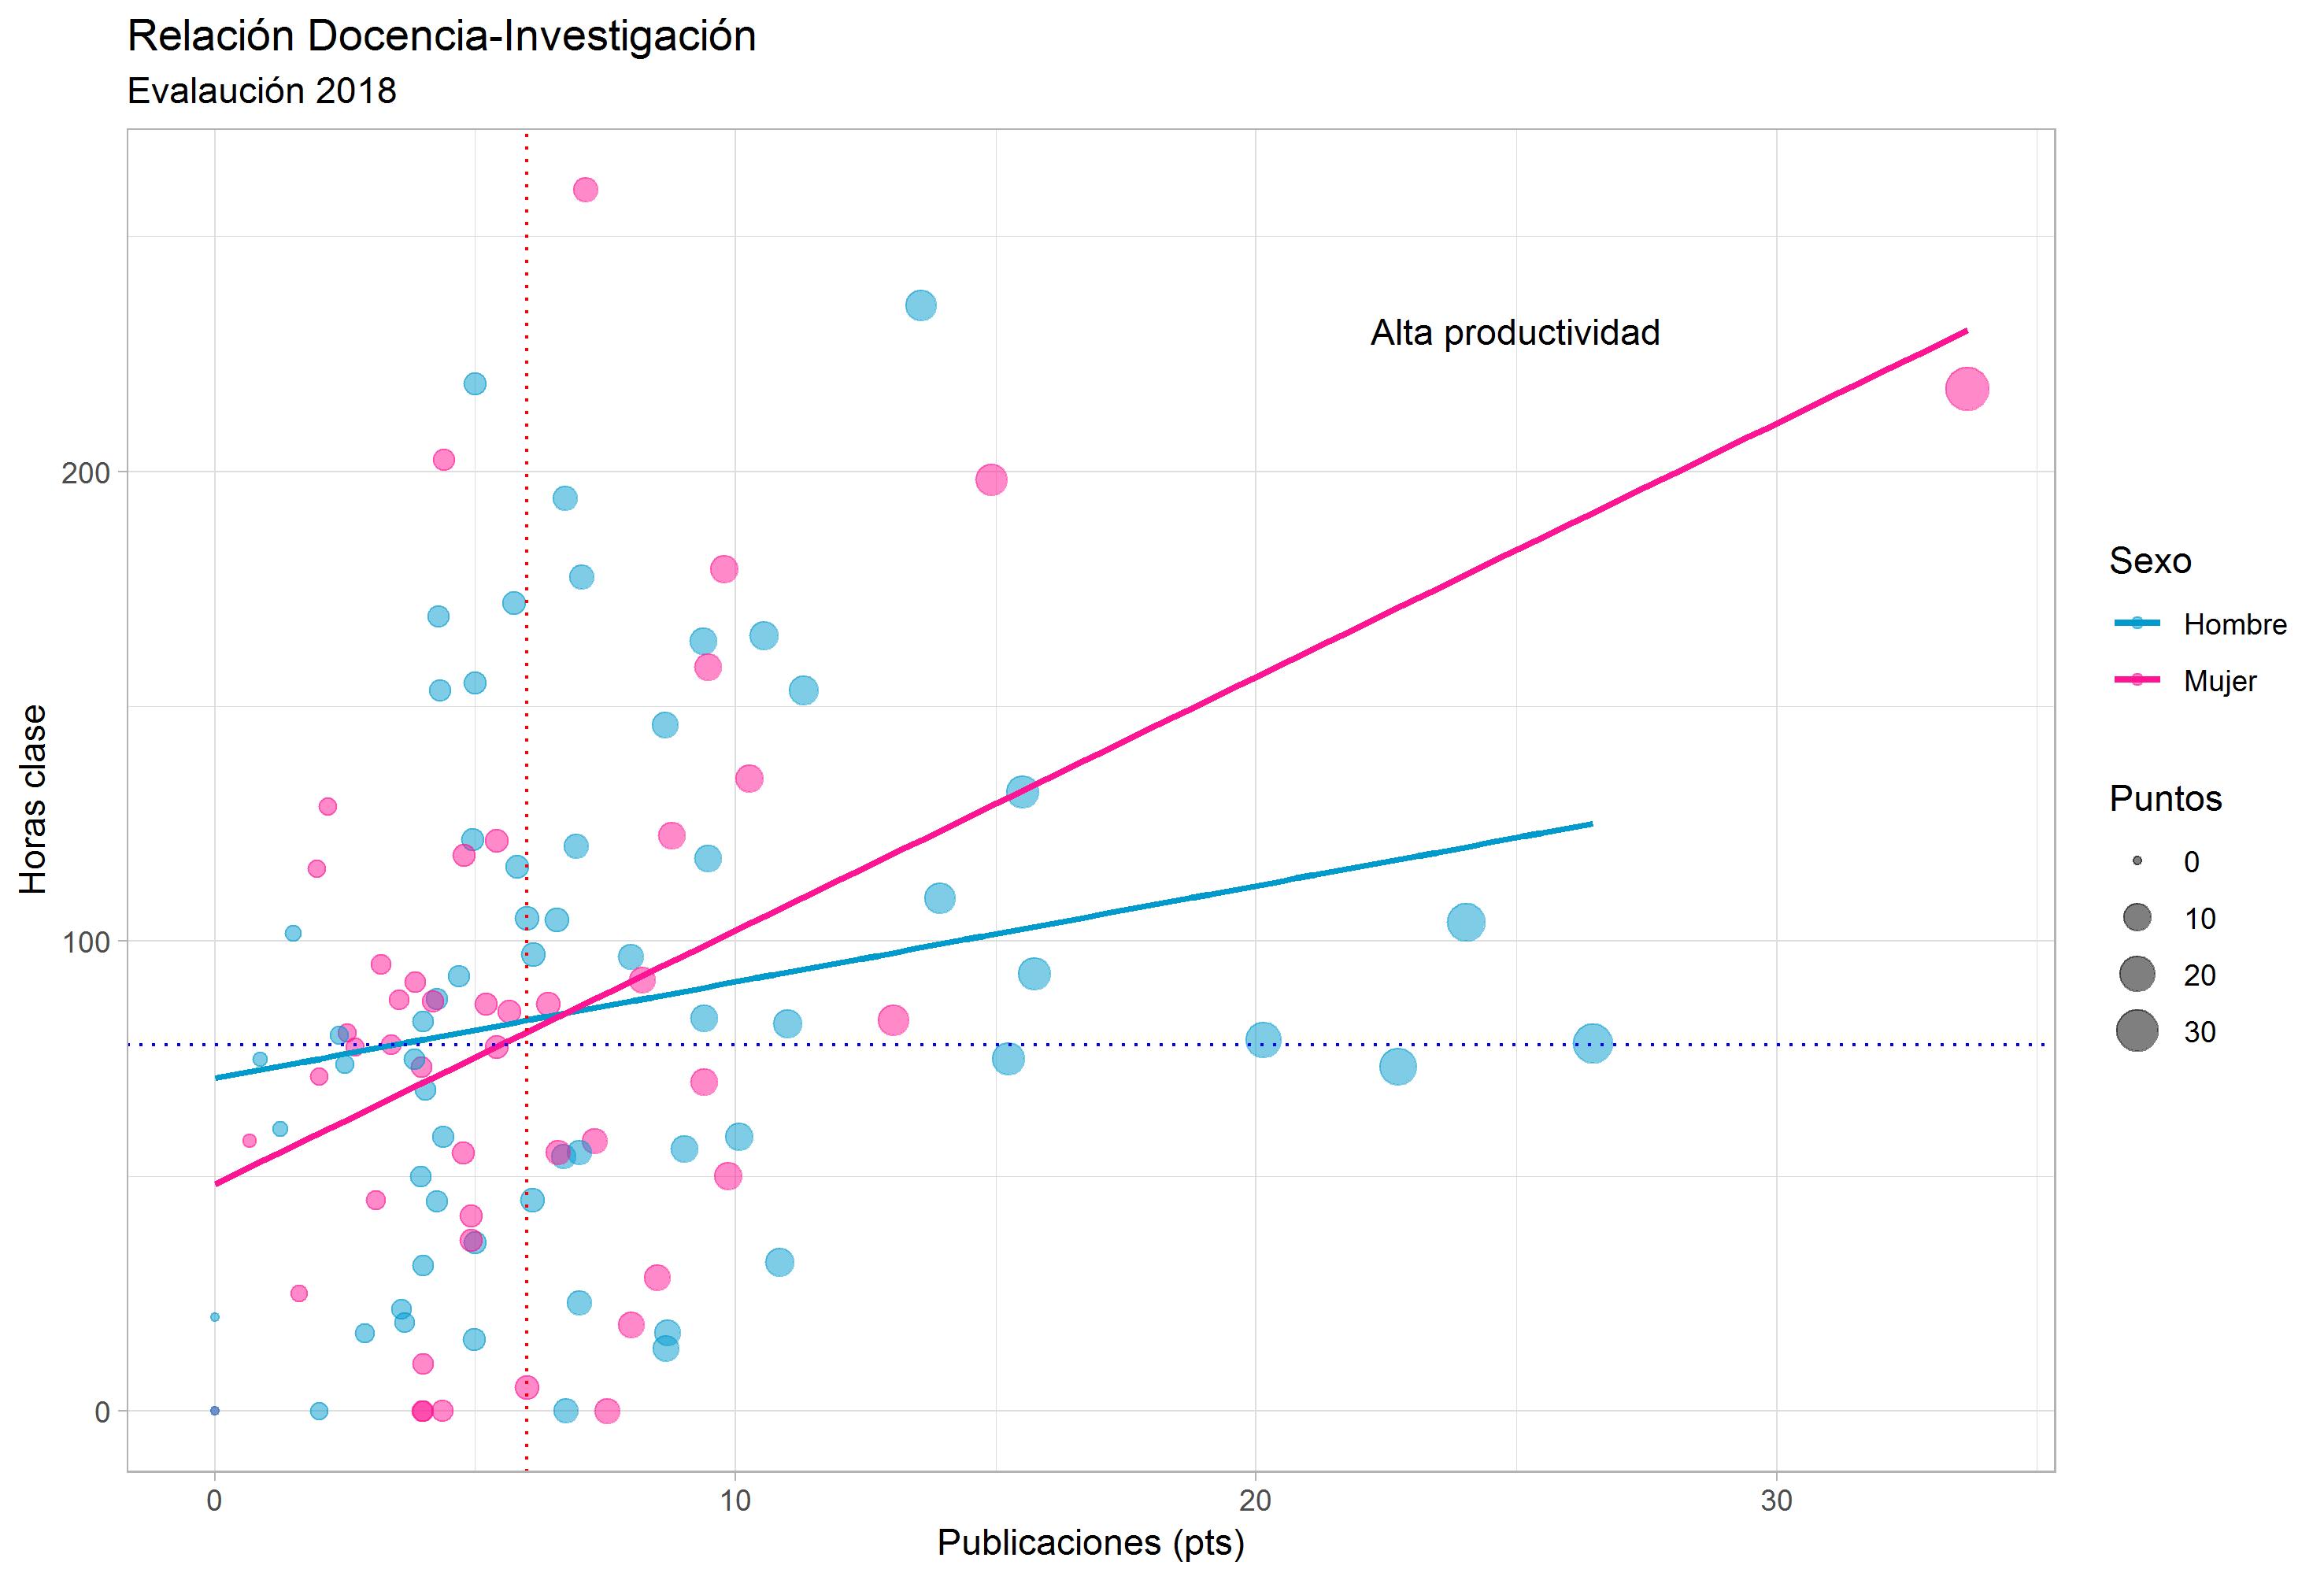 Relación Docencia-Investigación
Evalaución 2018
Alta productividad
Horas clase
200
100
0
0
10
20
30
Publicaciones (pts)
Sexo
Hombre
Mujer
Puntos
0
10
20
30